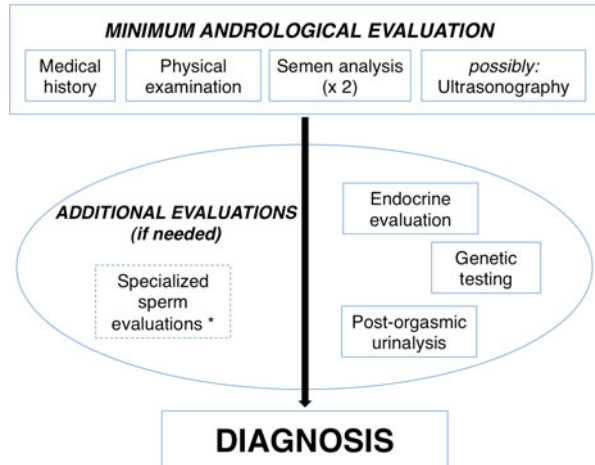 MINIMUM ANDROLOGICAL EVALUATION
Medical
history
Physical
examination
Semen analysis
(x 2)
possibly:
Ultrasonography
ADDITIONAL EVALUATIONS
(if needed)
Specialized
sperm
evaluations *
Endocrine
evaluation
Genetic
testing
Post-orgasmic
urinalysis
DIAGNOSIS